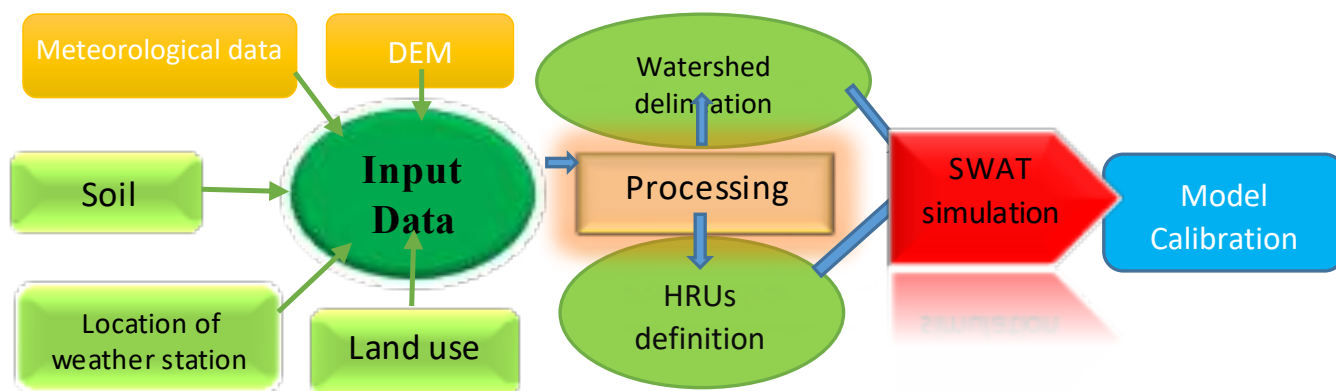 Meteorological data
DEM
Soil
Input
Data
Location of
weather station
Land use
Watershed
Processing
HRUs
definition
SWAT
simulation
Model
Calibration